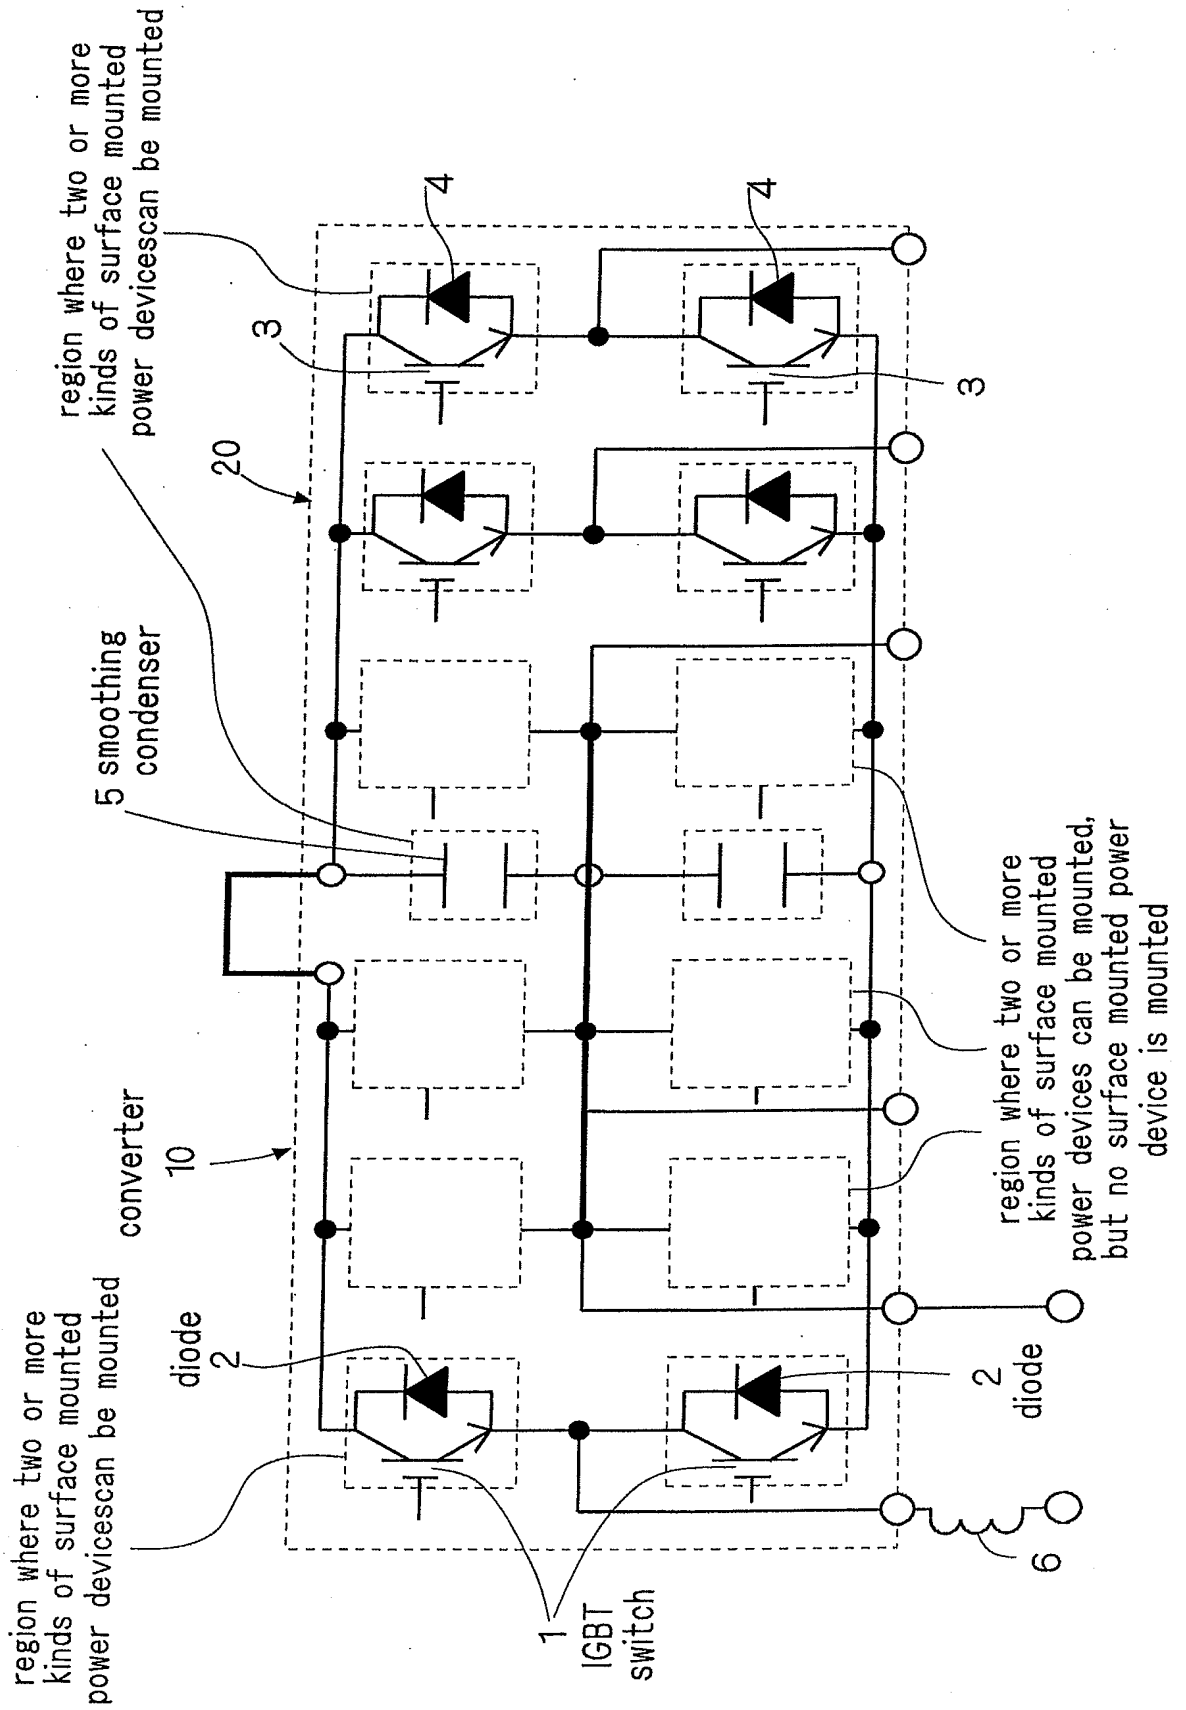 region where two or more
kinds of surface mounted
power devicescan be mounted
diode
2
converter
10
5 smoothing
condenser
20
region where two or more
kinds of surface mounted
power devicescan be mounted
3
4
4
3
1
IGBT
switch
2
diode
6
region where two or more
kinds of surface mounted
power devices can be mounted,
but no surface mounted power
device is mounted